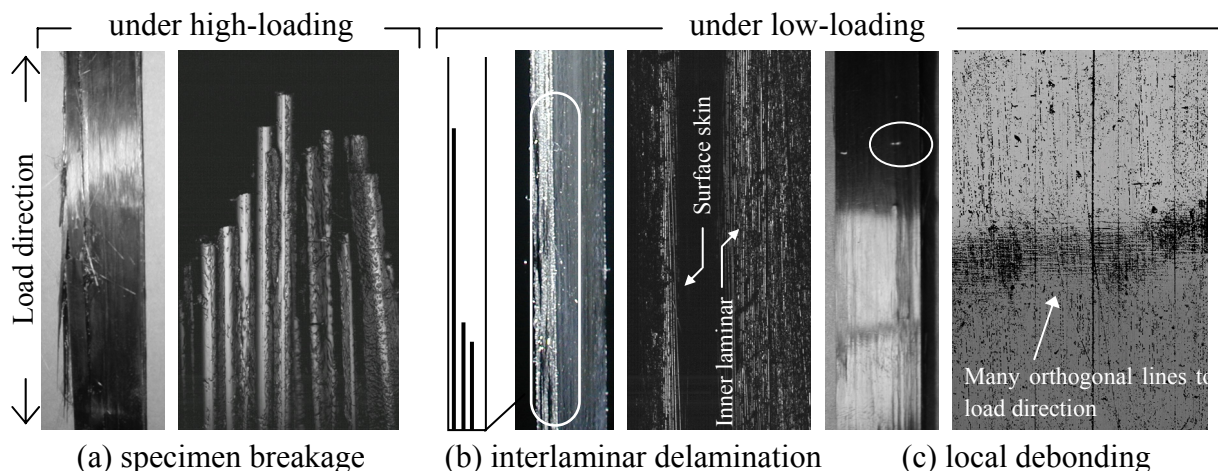 under high-loading
under low-loading
Load direction
Surface skin
Inner laminar
Many orthogonal lines to
load direction
(a) specimen breakage
(b) interlaminar delamination
(c) local debonding